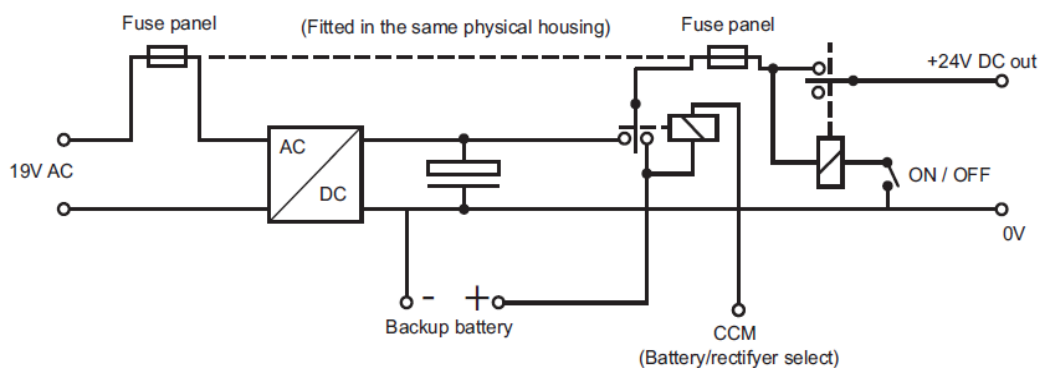 Fuse panel
(Fitted in the same physical housing)
Fuse panel
+24V DC out
AC
19V AC
DC
ON / OFF
0V
- +
Backup battery
CCM
(Battery/rectifyer select)